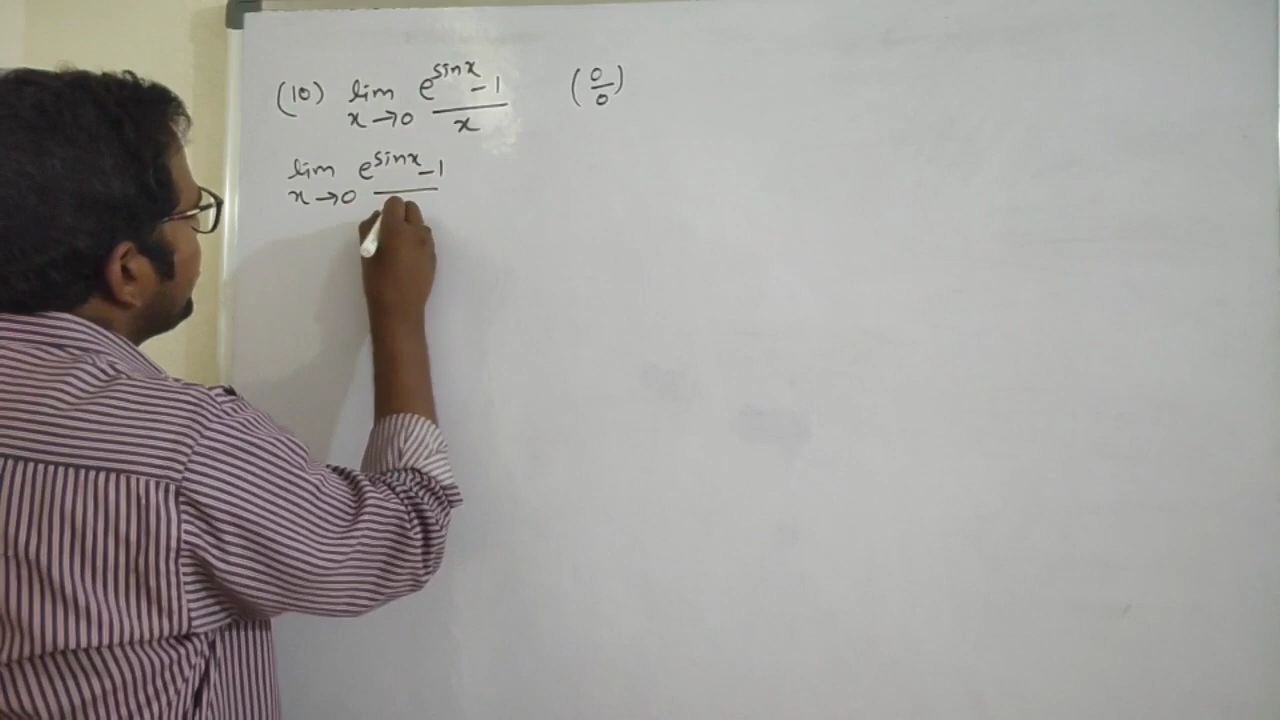 (10) lim x→0 e^sinx - 1 / x (0/0)
lim x→0 e^sinx - 1 /